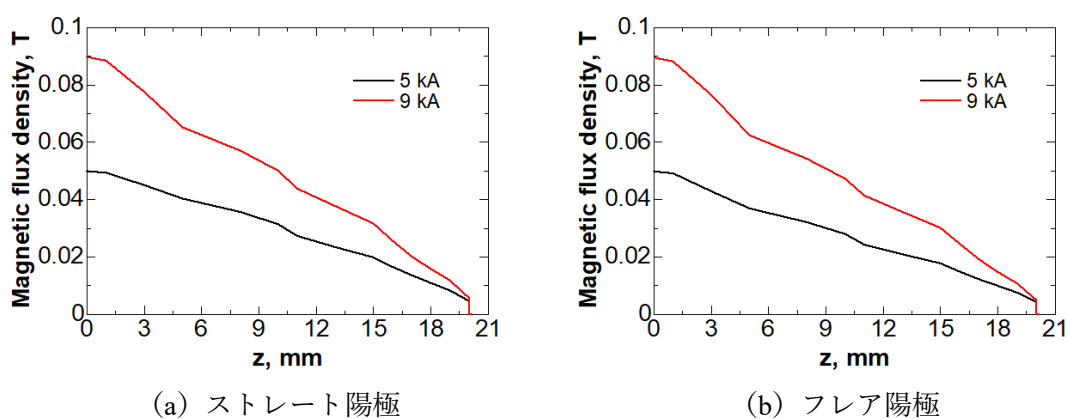 Magnetic flux density, T
0.1
0.08
0.06
0.04
0.02
0
5 kA
9 kA
0 3 6 9 12 15 18 21
z, mm
(a) ストレート陽極
Magnetic flux density, T
0.1
0.08
0.06
0.04
0.02
0
5 kA
9 kA
0 3 6 9 12 15 18 21
z, mm
(b) フレア陽極